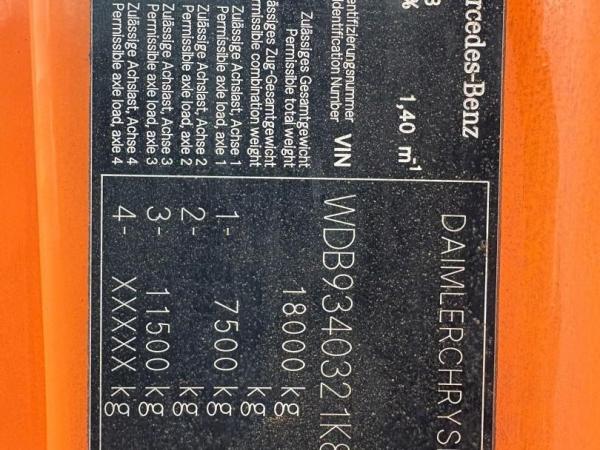 ercedes-Benz
DAIMLERCHRYS
% 1,40 m⁻¹
entifizierungsnummer
Identification Number VIN WDB9340321K
Zulässiges Gesamtgewicht
Permissible total weight 18000 kg
ässiges Zug-Gesamtgewicht
rmissible combination weight kg
Zulässige Achslast, Achse 1
Permissible axle load, axle 1 1- 7500 kg
Zulässige Achslast, Achse 2
Permissible axle load, axle 2 2- kg
Zulässige Achslast, Achse 3
Permissible axle load, axle 3 3- 11500 kg
Zulässige Achslast, Achse 4
Permissible axle load, axle 4 4- XXXXX kg